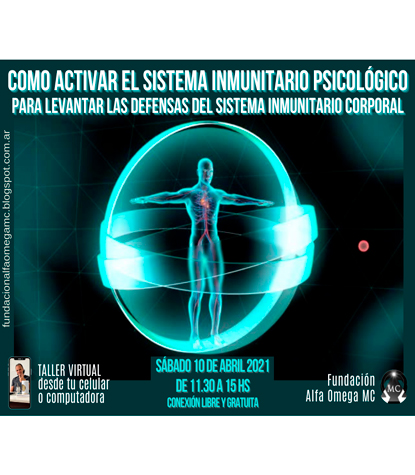 COMO ACTIVAR EL SISTEMA INMUNITARIO PSICOLÓGICO
PARA LEVANTAR LAS DEFENSAS DEL SISTEMA INMUNITARIO CORPORAL
fundacionalfaomegamc.blogspot.com.ar
TALLER VIRTUAL
desde tu celular
o computadora
SÁBADO 10 DE ABRIL 2021
DE 11.30 A 15 HS
CONEXIÓN LIBRE Y GRATUITA
Fundación
Alfa Omega MC
MC